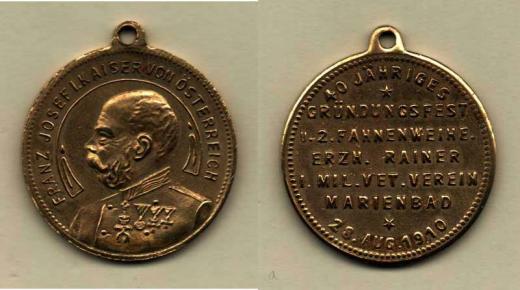 FRANZ JOSEF I. KAISER VON ÖSTERREICH
40 JÄHRIGES
GRÜNDUNGSFEST
U. 2. FAHNENWEIHE.
ERZH. RAINER
I. MIL. VET. VEREIN
MARIENBAD
28. AUG. 1910